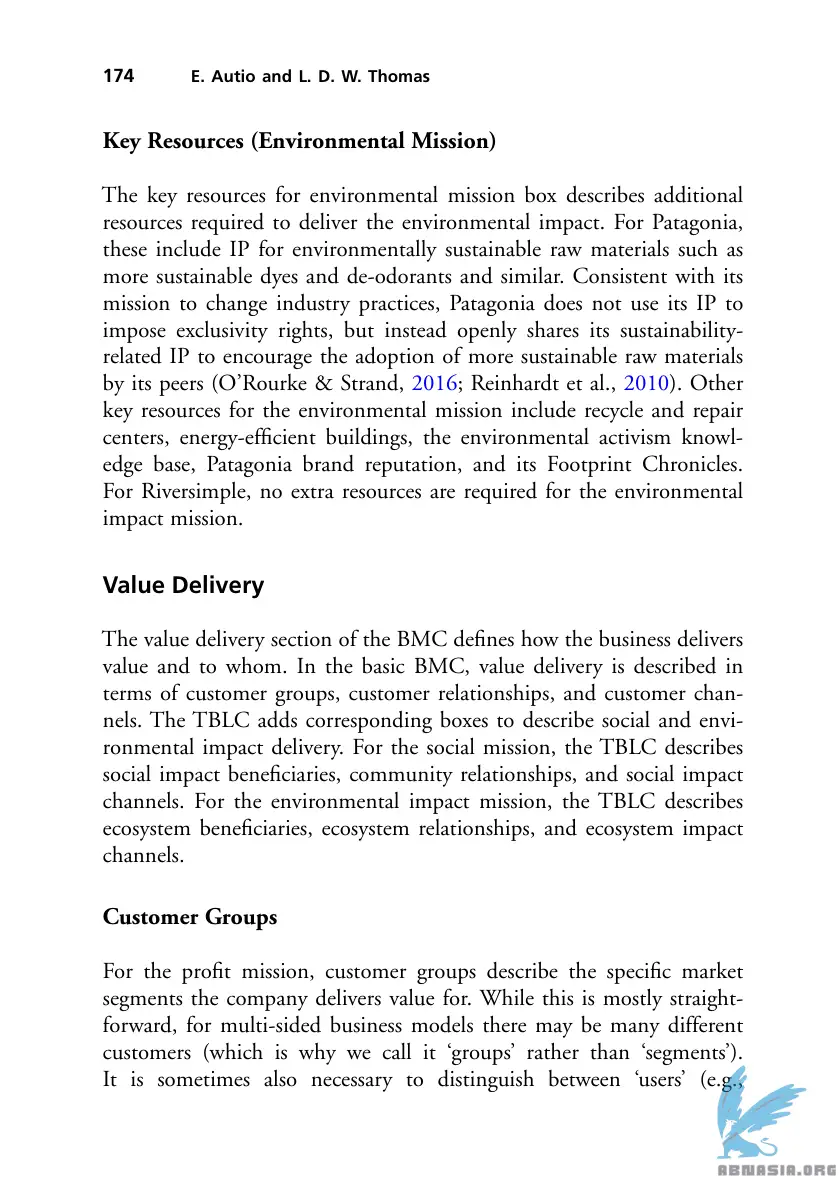 174 E. Autio and L. D. W. Thomas
Key Resources (Environmental Mission)
The key resources for environmental mission box describes additional
resources required to deliver the environmental impact. For Patagonia,
these include IP for environmentally sustainable raw materials such as
more sustainable dyes and de-odorants and similar. Consistent with its
mission to change industry practices, Patagonia does not use its IP to
impose exclusivity rights, but instead openly shares its sustainability-
related IP to encourage the adoption of more sustainable raw materials
by its peers (O’Rourke & Strand, 2016; Reinhardt et al., 2010). Other
key resources for the environmental mission include recycle and repair
centers, energy-efficient buildings, the environmental activism knowl-
edge base, Patagonia brand reputation, and its Footprint Chronicles.
For Riversimple, no extra resources are required for the environmental
impact mission.
Value Delivery
The value delivery section of the BMC defines how the business delivers
value and to whom. In the basic BMC, value delivery is described in
terms of customer groups, customer relationships, and customer chan-
nels. The TBLC adds corresponding boxes to describe social and envi-
ronmental impact delivery. For the social mission, the TBLC describes
social impact beneficiaries, community relationships, and social impact
channels. For the environmental impact mission, the TBLC describes
ecosystem beneficiaries, ecosystem relationships, and ecosystem impact
channels.
Customer Groups
For the profit mission, customer groups describe the specific market
segments the company delivers value for. While this is mostly straight-
forward, for multi-sided business models there may be many different
customers (which is why we call it ‘groups’ rather than ‘segments’).
It is sometimes also necessary to distinguish between ‘users’ (e.g.,
ABNASIA.ORG